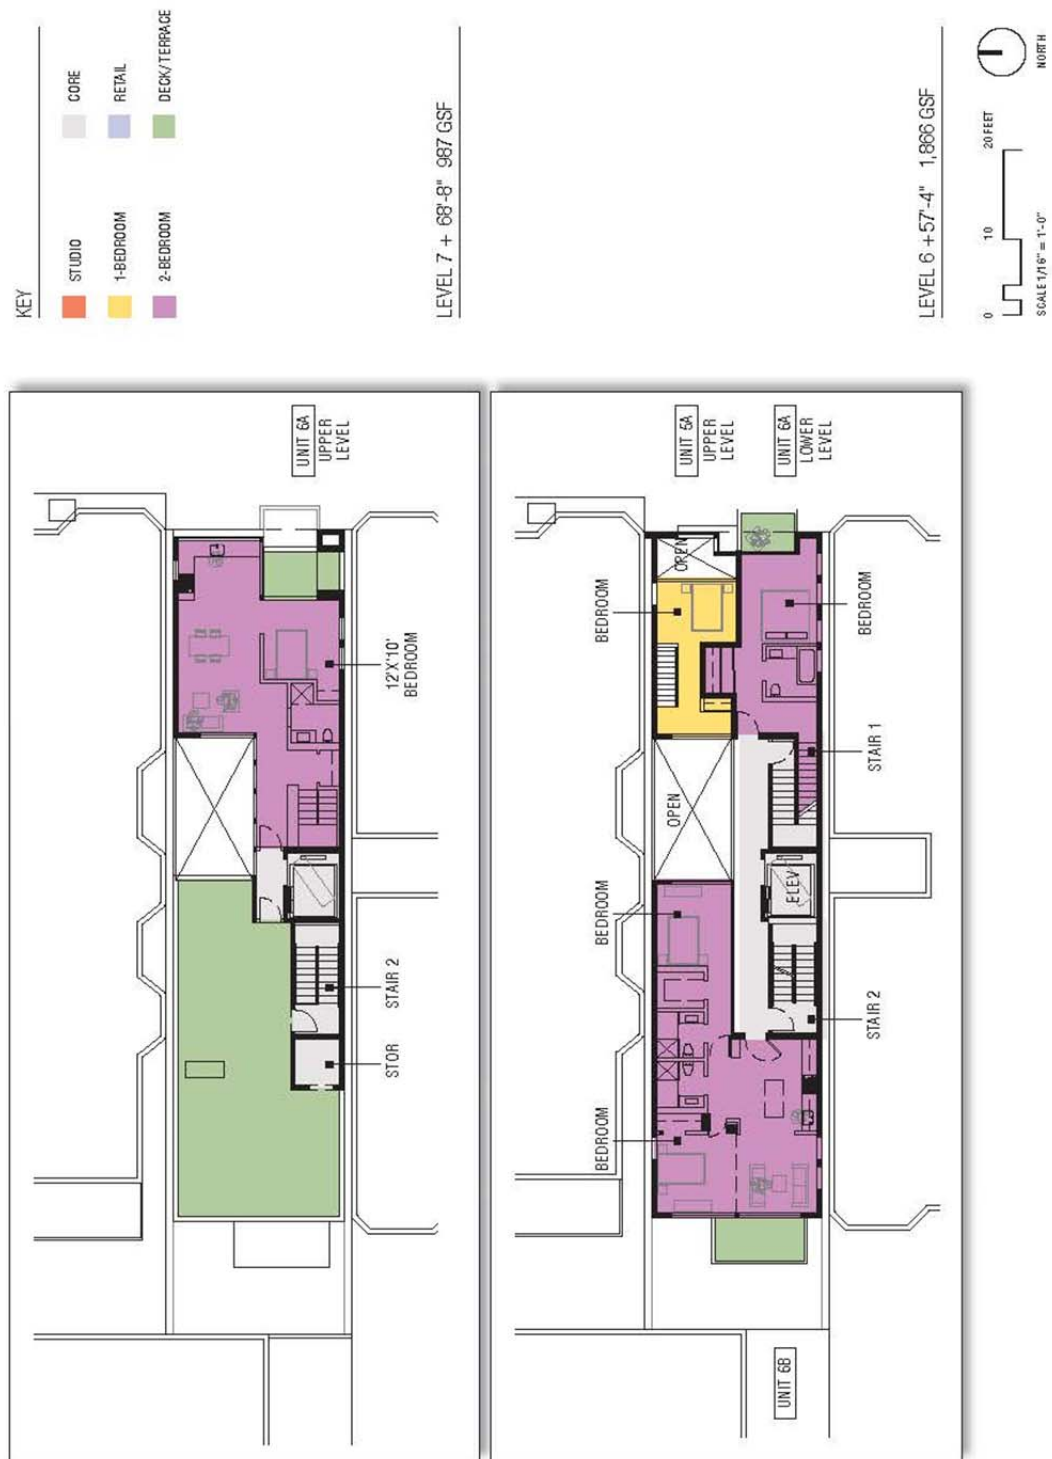 KEY
STUDIO
1-BEDROOM
2-BEDROOM
CORE
RETAIL
DECK/TERRACE
LEVEL 7 + 68'-8" 987 GSF
UNIT 6A
UPPER
LEVEL
12'X'10'
BEDROOM
STAIR 2
STOR
LEVEL 6 +57'-4" 1,866 GSF
UNIT 5A
UPPER
LEVEL
UNIT 6A
LOWER
LEVEL
BEDROOM
BEDROOM
BEDROOM
OPEN
OPEN
BEDROOM
ELEV
STAIR 2
STAIR 1
UNIT 6B
0 10 20 FEET
SCALE 1/16" = 1'-0"
NORTH